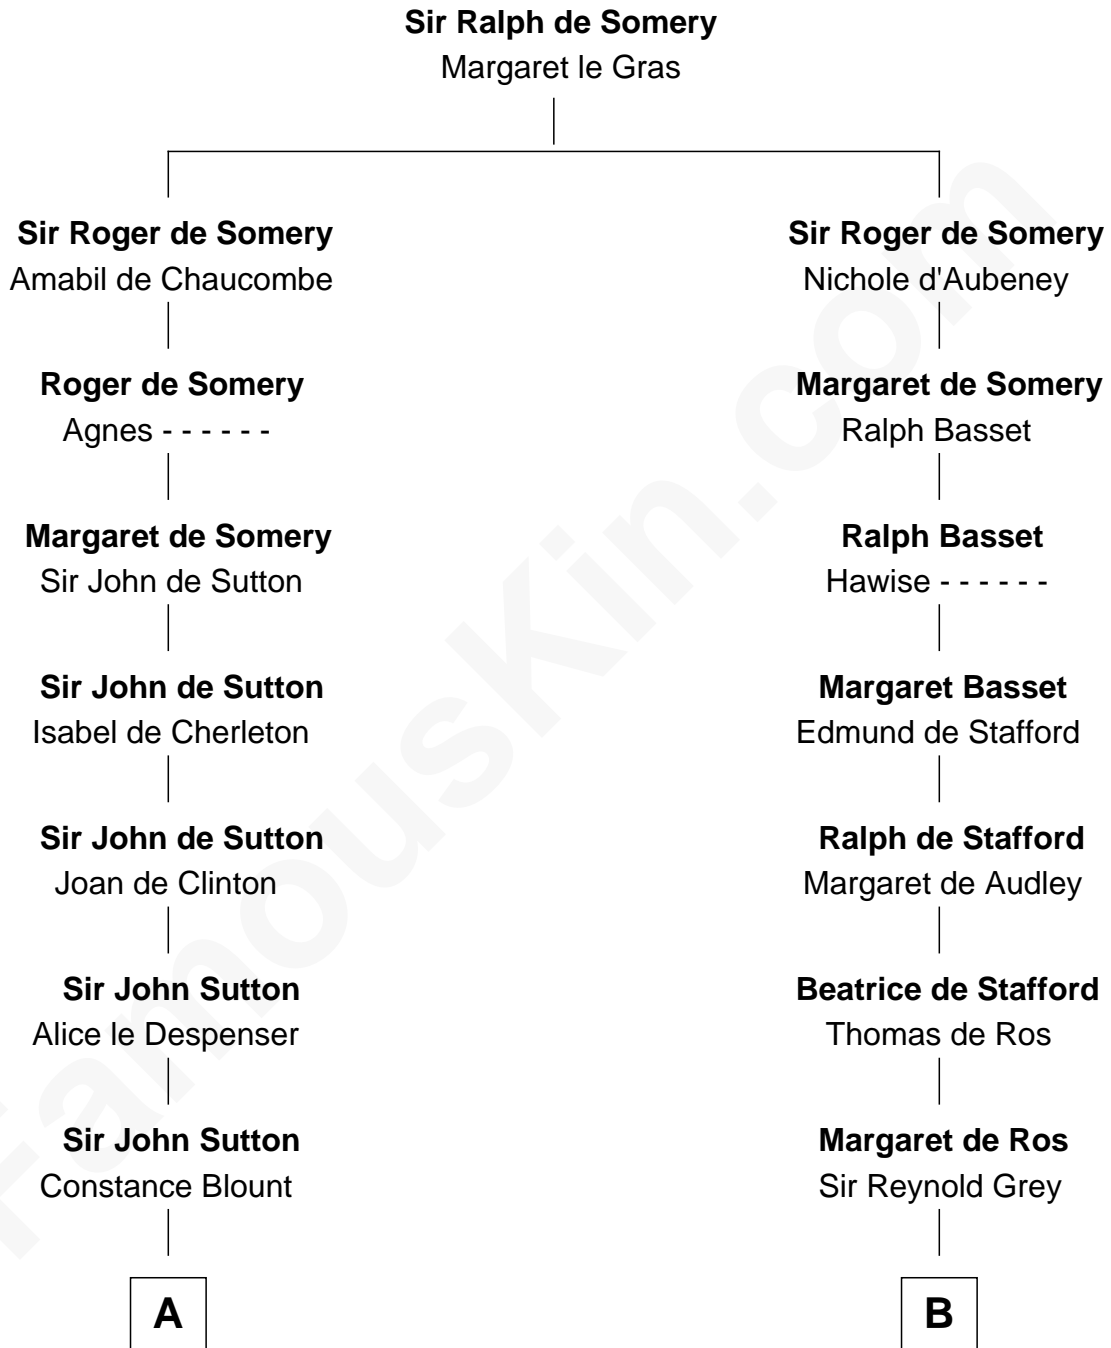 Sir Ralph de Somery
Margaret le Gras
Sir Roger de Somery
Amabil de Chaucombe
Roger de Somery
Agnes - - - - - -
Margaret de Somery
Sir John de Sutton
Sir John de Sutton
Isabel de Cherleton
Sir John de Sutton
Joan de Clinton
Sir John Sutton
Alice le Despenser
Sir John Sutton
Constance Blount
A
Sir Roger de Somery
Nichole d'Aubeney
Margaret de Somery
Ralph Basset
Ralph Basset
Hawise - - - - - -
Margaret Basset
Edmund de Stafford
Ralph de Stafford
Margaret de Audley
Beatrice de Stafford
Thomas de Ros
Margaret de Ros
Sir Reynold Grey
B
FamousKin.com